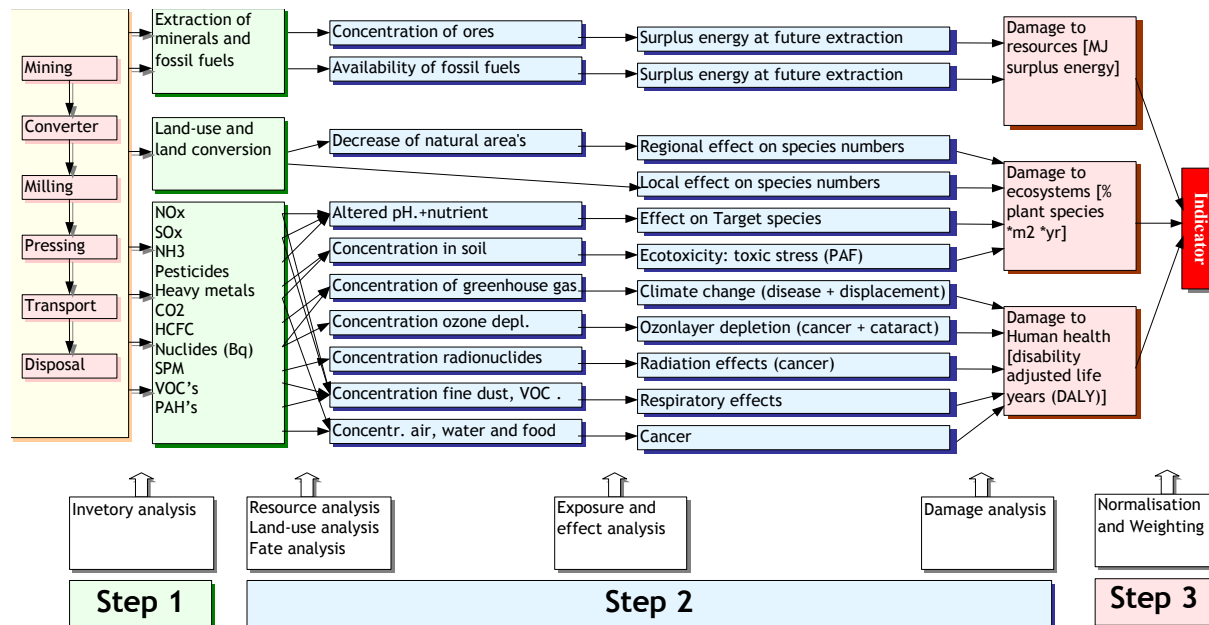 Mining
Converter
Milling
Pressing
Transport
Disposal
Extraction of
minerals and
fossil fuels
Land-use and
land conversion
NOx
SOx
NH3
Pesticides
Heavy metals
CO2
HCFC
Nuclides (Bq)
SPM
VOC's
PAH's
Concentration of ores
Availability of fossil fuels
Decrease of natural area's
Altered pH.+nutrient
Concentration in soil
Concentration of greenhouse gas
Concentration ozone depl.
Concentration radionuclides
Concentration fine dust, VOC .
Concentr. air, water and food
Surplus energy at future extraction
Surplus energy at future extraction
Regional effect on species numbers
Local effect on species numbers
Effect on Target species
Ecotoxicity: toxic stress (PAF)
Climate change (disease + displacement)
Ozonlayer depletion (cancer + cataract)
Radiation effects (cancer)
Respiratory effects
Cancer
Damage to
resources [MJ
surplus energy]
Damage to
ecosystems [%
plant species
*m2 *yr]
Damage to
Human health
[disability
adjusted life
years (DALY)]
Indicator
Invetory analysis
Resource analysis
Land-use analysis
Fate analysis
Exposure and
effect analysis
Damage analysis
Normalisation
and Weighting
Step 1
Step 2
Step 3